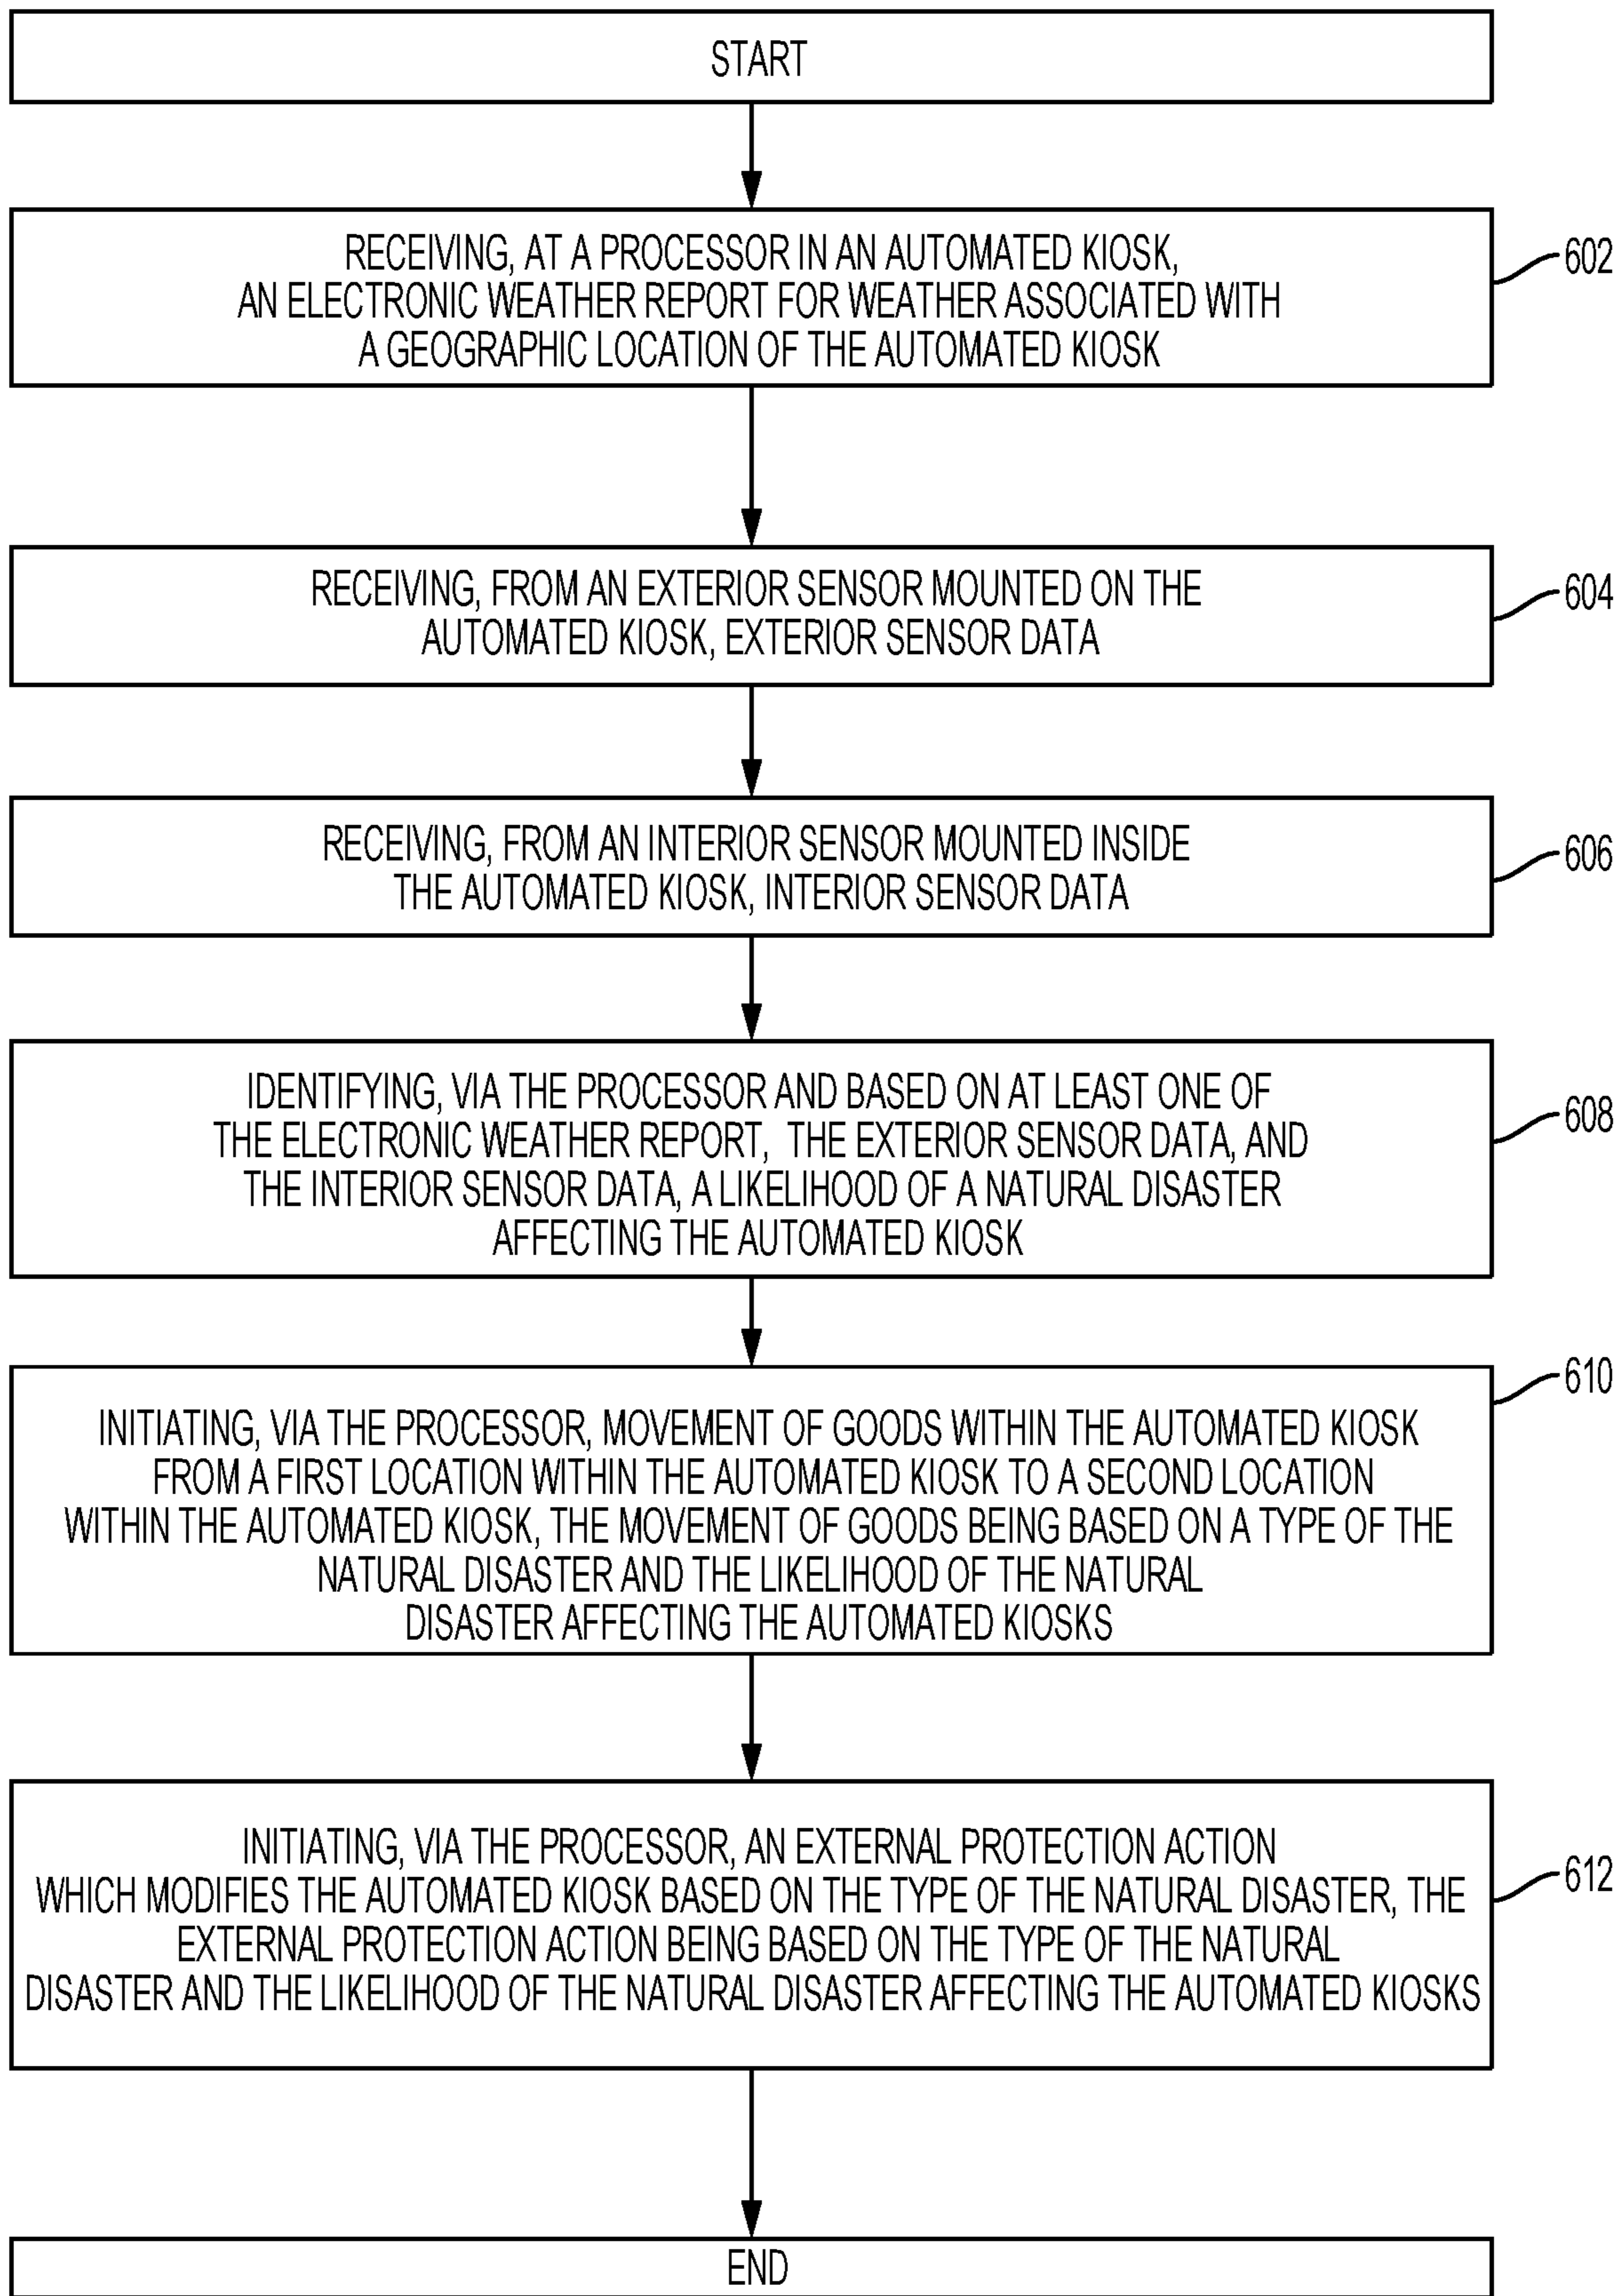 START
RECEIVING, AT A PROCESSOR IN AN AUTOMATED KIOSK,
AN ELECTRONIC WEATHER REPORT FOR WEATHER ASSOCIATED WITH
A GEOGRAPHIC LOCATION OF THE AUTOMATED KIOSK
602
RECEIVING, FROM AN EXTERIOR SENSOR MOUNTED ON THE
AUTOMATED KIOSK, EXTERIOR SENSOR DATA
604
RECEIVING, FROM AN INTERIOR SENSOR MOUNTED INSIDE
THE AUTOMATED KIOSK, INTERIOR SENSOR DATA
606
IDENTIFYING, VIA THE PROCESSOR AND BASED ON AT LEAST ONE OF
THE ELECTRONIC WEATHER REPORT, THE EXTERIOR SENSOR DATA, AND
THE INTERIOR SENSOR DATA, A LIKELIHOOD OF A NATURAL DISASTER
AFFECTING THE AUTOMATED KIOSK
608
INITIATING, VIA THE PROCESSOR, MOVEMENT OF GOODS WITHIN THE AUTOMATED KIOSK
FROM A FIRST LOCATION WITHIN THE AUTOMATED KIOSK TO A SECOND LOCATION
WITHIN THE AUTOMATED KIOSK, THE MOVEMENT OF GOODS BEING BASED ON A TYPE OF THE
NATURAL DISASTER AND THE LIKELIHOOD OF THE NATURAL
DISASTER AFFECTING THE AUTOMATED KIOSKS
610
INITIATING, VIA THE PROCESSOR, AN EXTERNAL PROTECTION ACTION
WHICH MODIFIES THE AUTOMATED KIOSK BASED ON THE TYPE OF THE NATURAL DISASTER, THE
EXTERNAL PROTECTION ACTION BEING BASED ON THE TYPE OF THE NATURAL
DISASTER AND THE LIKELIHOOD OF THE NATURAL DISASTER AFFECTING THE AUTOMATED KIOSKS
612
END